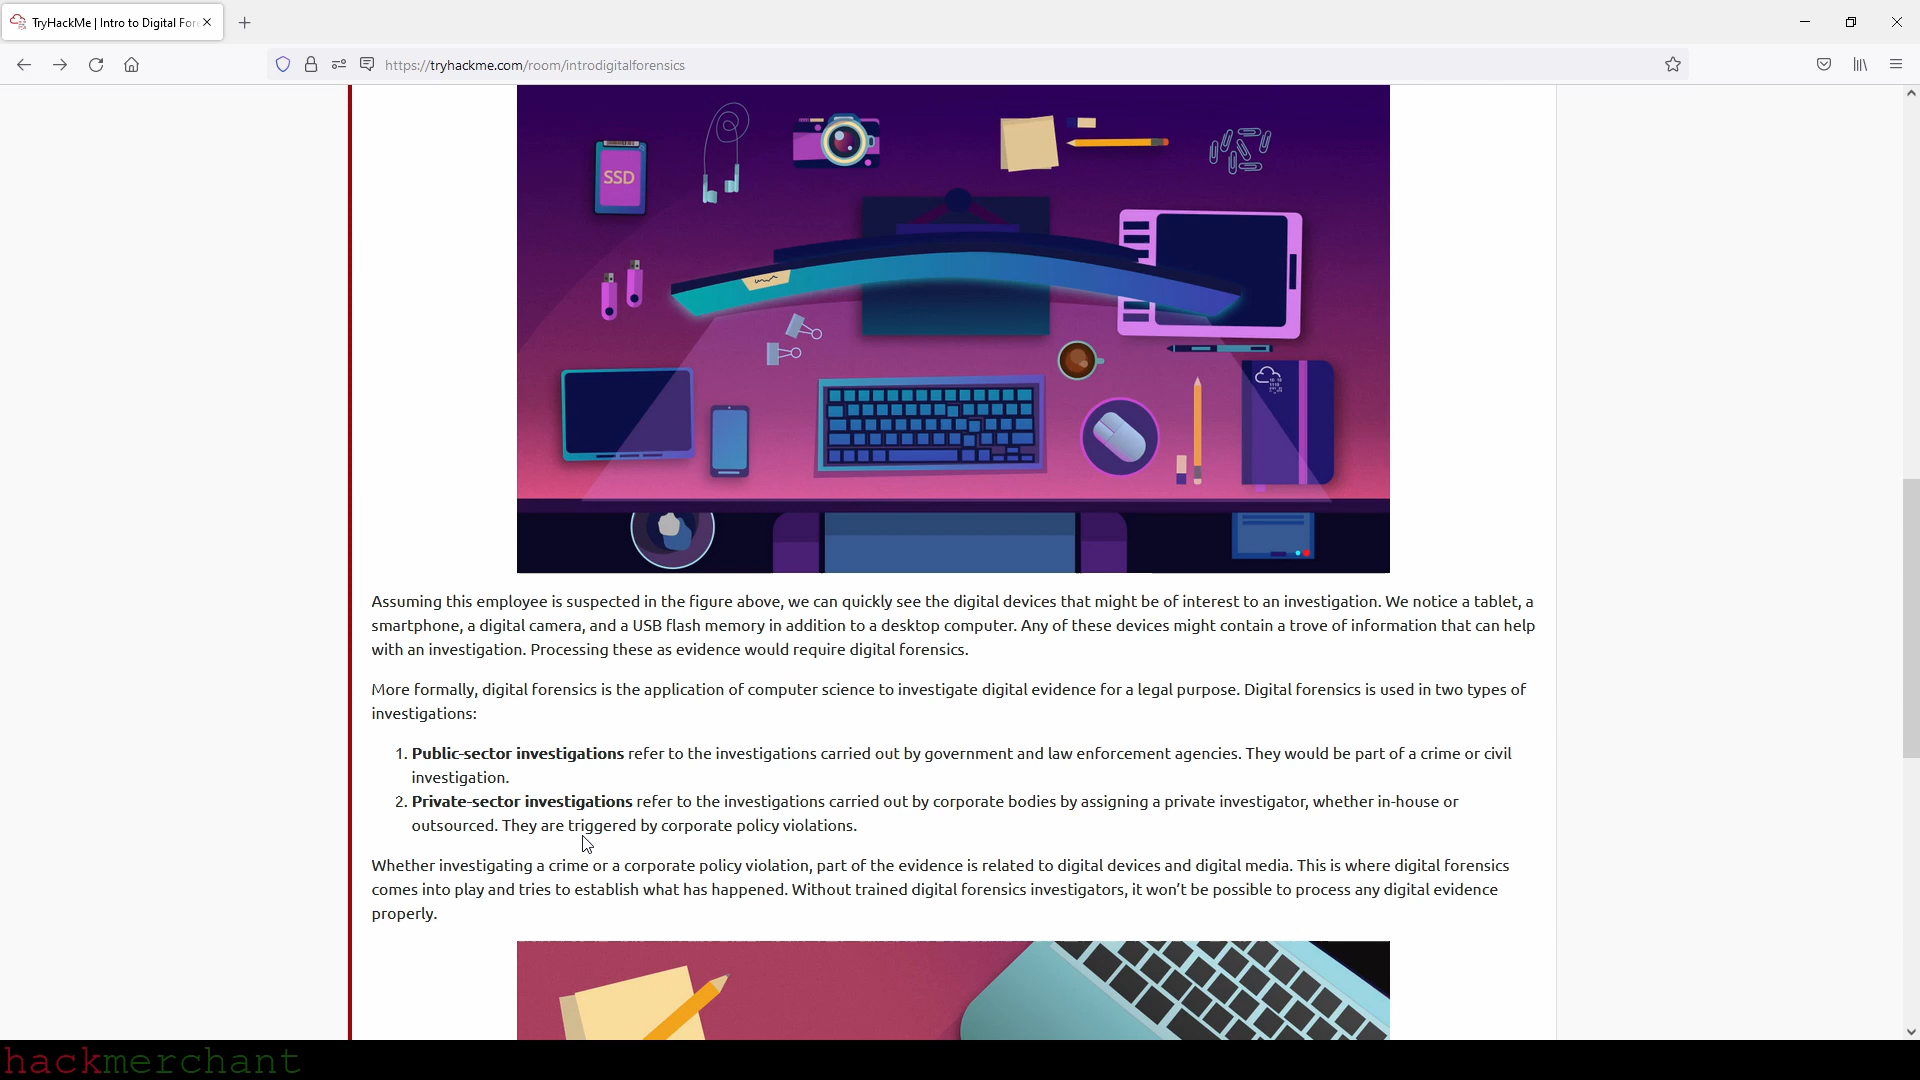 TryHackMe | Intro to Digital For
https://tryhackme.com/room/introdigitalforensics
SSD
Assuming this employee is suspected in the figure above, we can quickly see the digital devices that might be of interest to an investigation. We notice a tablet, a
smartphone, a digital camera, and a USB flash memory in addition to a desktop computer. Any of these devices might contain a trove of information that can help
with an investigation. Processing these as evidence would require digital forensics.
More formally, digital forensics is the application of computer science to investigate digital evidence for a legal purpose. Digital forensics is used in two types of
investigations:
1. Public-sector investigations refer to the investigations carried out by government and law enforcement agencies. They would be part of a crime or civil
investigation.
2. Private-sector investigations refer to the investigations carried out by corporate bodies by assigning a private investigator, whether in-house or
outsourced. They are triggered by corporate policy violations.
Whether investigating a crime or a corporate policy violation, part of the evidence is related to digital devices and digital media. This is where digital forensics
comes into play and tries to establish what has happened. Without trained digital forensics investigators, it won’t be possible to process any digital evidence
properly.
hackmerchant